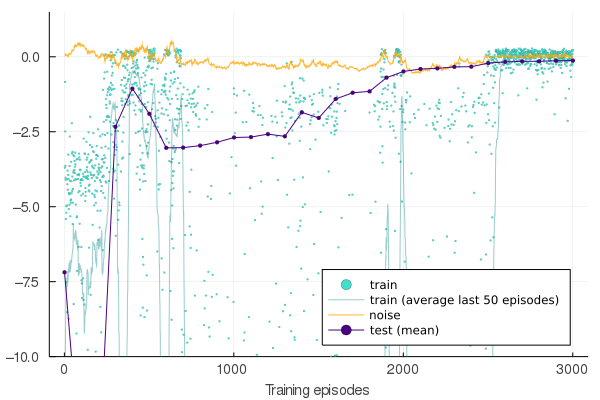 0.0
−2.5
−5.0
−7.5
−10.0
0
1000
2000
3000
Training episodes
train
train (average last 50 episodes)
noise
test (mean)